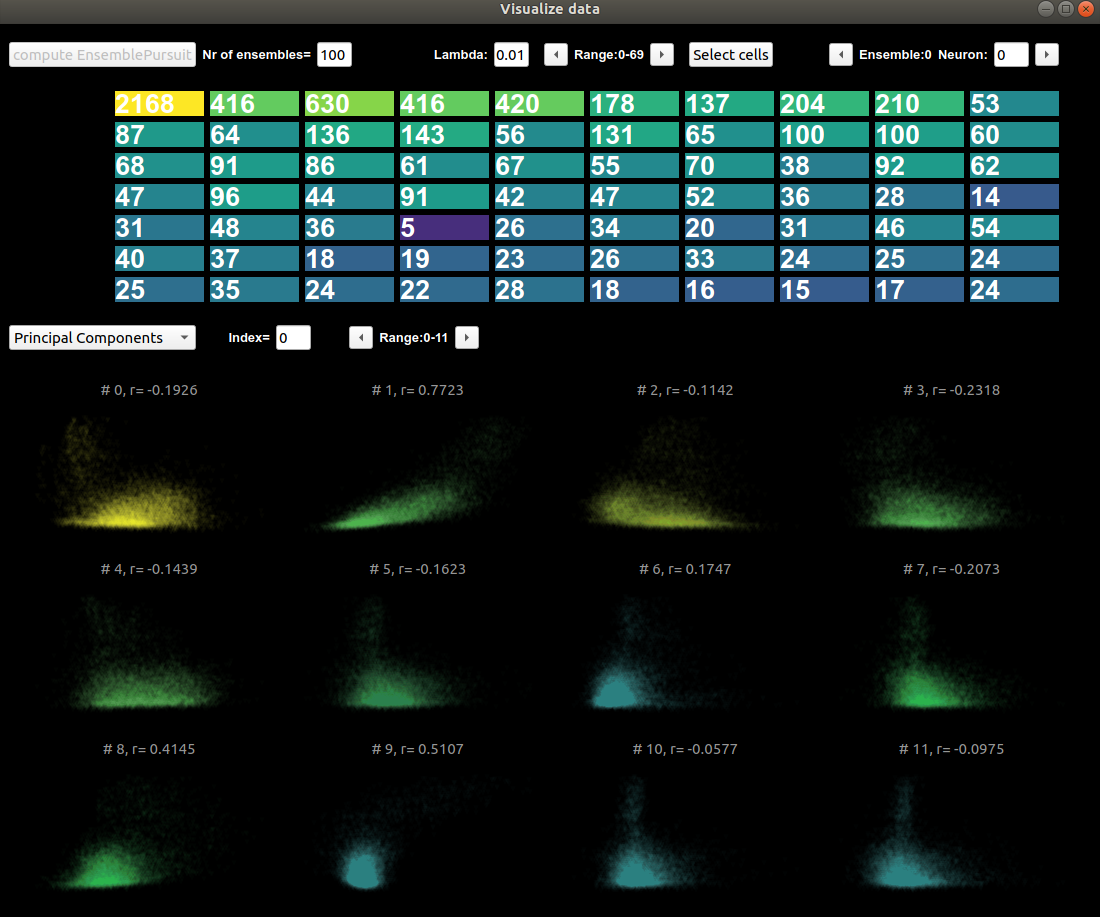 Visualize data
compute EnsemblePursuit Nr of ensembles= 100 Lambda: 0.01 Range:0-69 Select cells Ensemble:0 Neuron: 0
2168 416 630 416 420 178 137 204 210 53
87 64 136 143 56 131 65 100 100 60
68 91 86 61 67 55 70 38 92 62
47 96 44 91 42 47 52 36 28 14
31 48 36 5 26 34 20 31 46 54
40 37 18 19 23 26 33 24 25 24
25 35 24 22 28 18 16 15 17 24
Principal Components Index= 0 Range:0-11
# 0, r= -0.1926 # 1, r= 0.7723 # 2, r= -0.1142 # 3, r= -0.2318
# 4, r= -0.1439 # 5, r= -0.1623 # 6, r= 0.1747 # 7, r= -0.2073
# 8, r= 0.4145 # 9, r= 0.5107 # 10, r= -0.0577 # 11, r= -0.0975